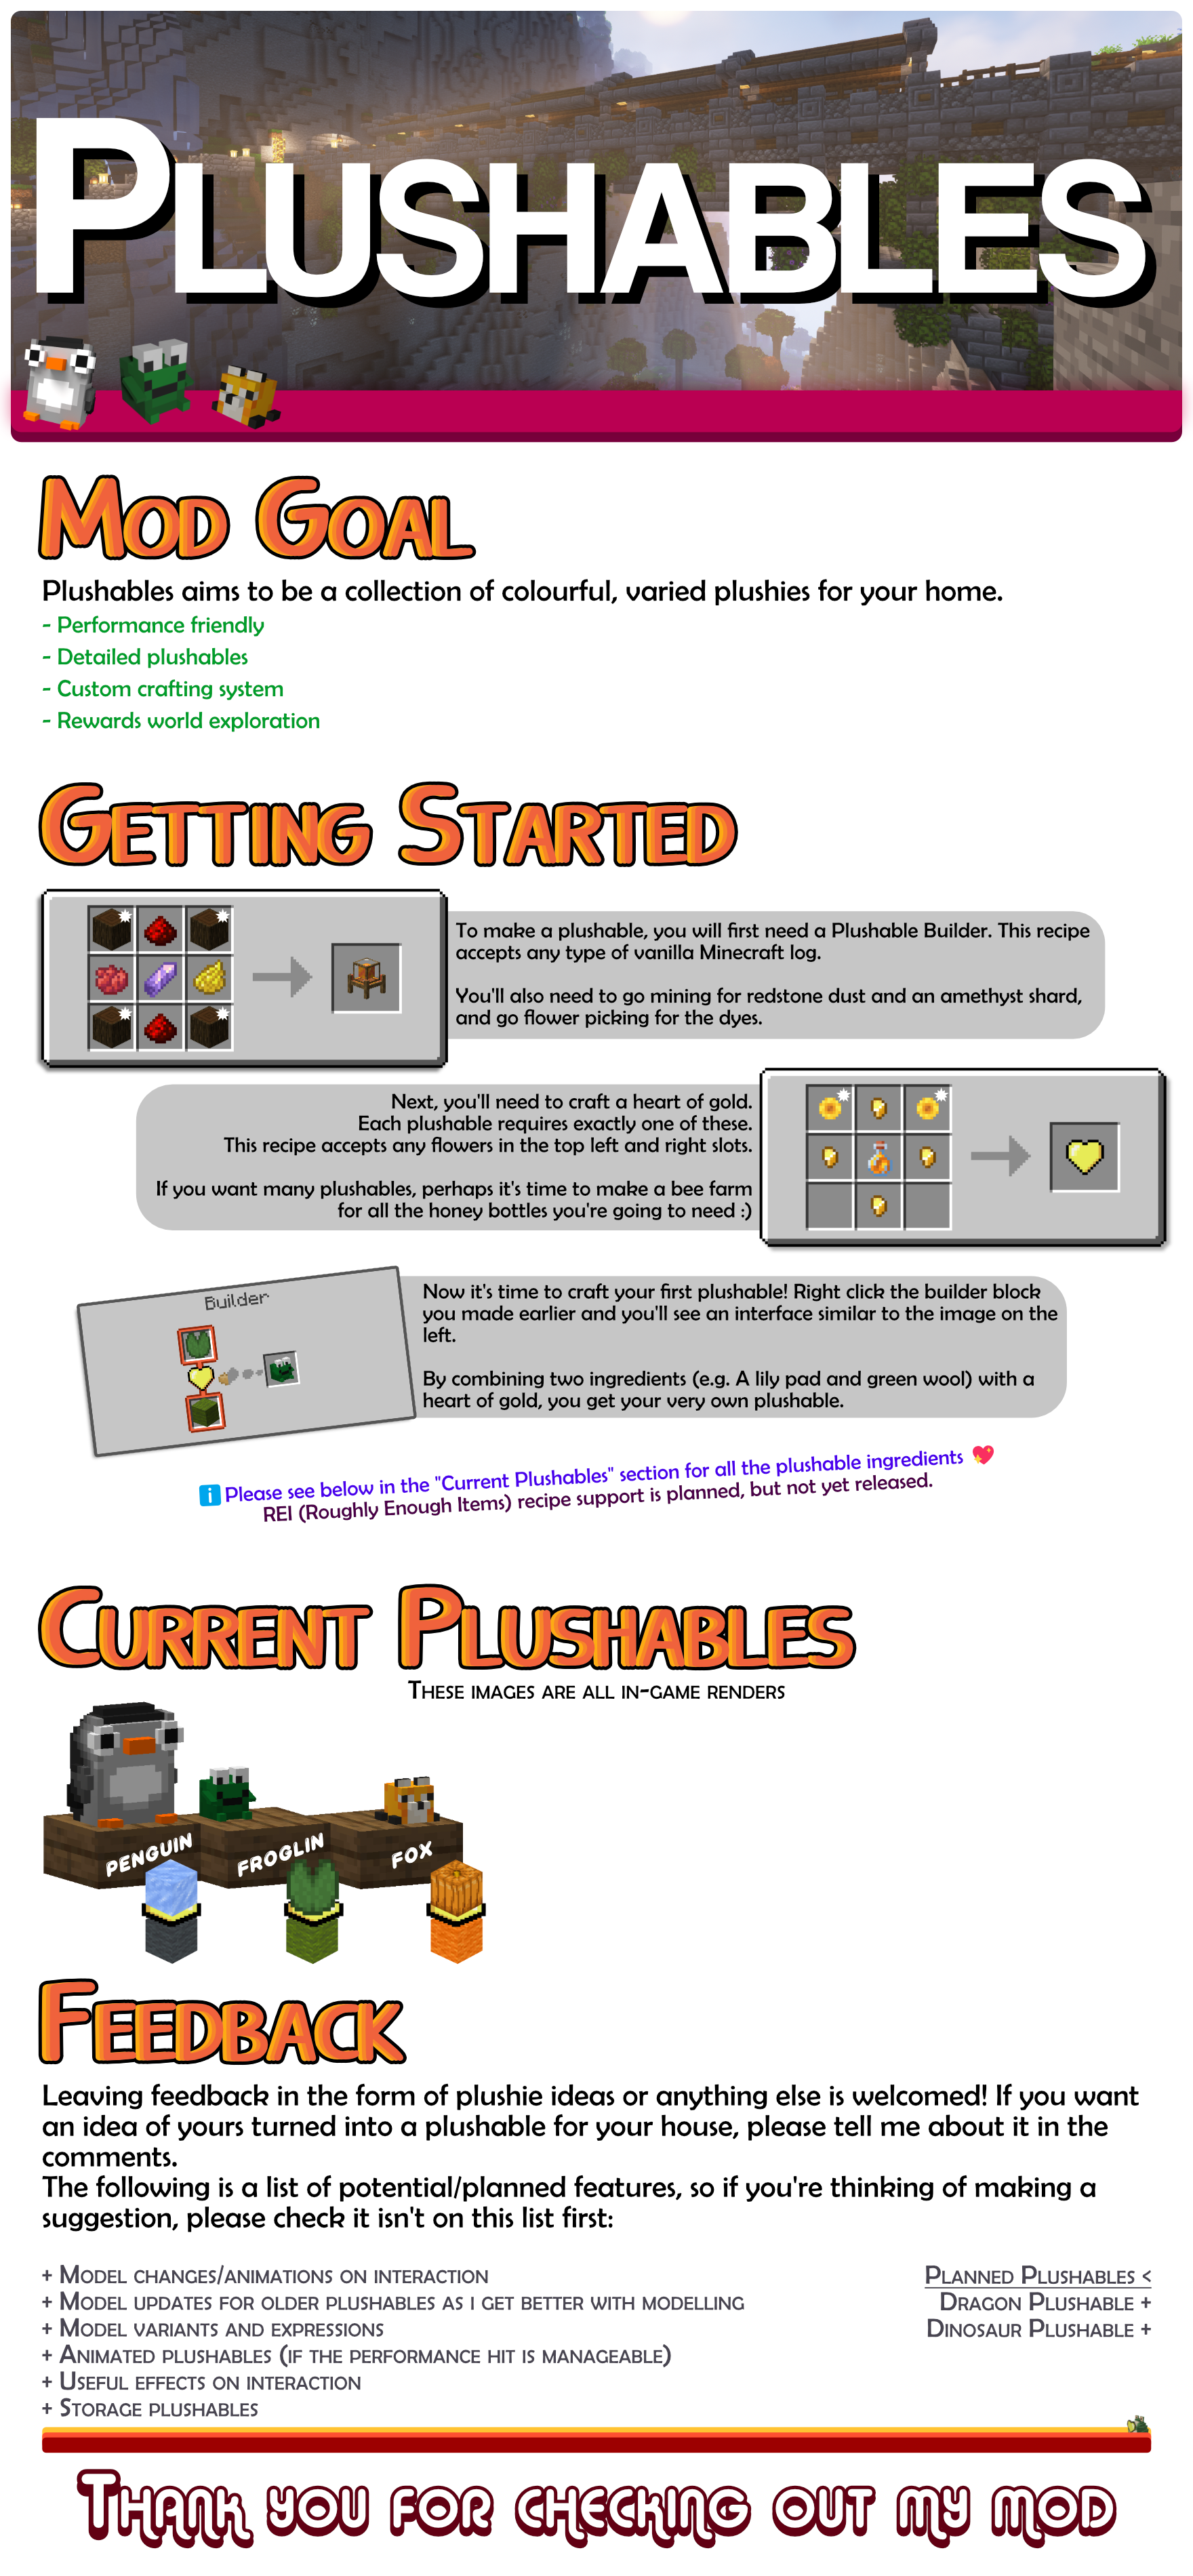 PLUSHABLES
MOD GOAL
Plushables aims to be a collection of colourful, varied plushies for your home.
- Performance friendly
- Detailed plushables
- Custom crafting system
- Rewards world exploration
GETTING STARTED
To make a plushable, you will first need a Plushable Builder. This recipe
accepts any type of vanilla Minecraft log.
You'll also need to go mining for redstone dust and an amethyst shard,
and go flower picking for the dyes.
Next, you'll need to craft a heart of gold.
Each plushable requires exactly one of these.
This recipe accepts any flowers in the top left and right slots.
If you want many plushables, perhaps it's time to make a bee farm
for all the honey bottles you're going to need :)
Builder
Now it's time to craft your first plushable! Right click the builder block
you made earlier and you'll see an interface similar to the image on the
left.
By combining two ingredients (e.g. A lily pad and green wool) with a
heart of gold, you get your very own plushable.
i Please see below in the "Current Plushables" section for all the plushable ingredients 💖
REI (Roughly Enough Items) recipe support is planned, but not yet released.
CURRENT PLUSHABLES
THESE IMAGES ARE ALL IN-GAME RENDERS
PENGUIN
FROGLIN
FOX
FEEDBACK
Leaving feedback in the form of plushie ideas or anything else is welcomed! If you want
an idea of yours turned into a plushable for your house, please tell me about it in the
comments.
The following is a list of potential/planned features, so if you're thinking of making a
suggestion, please check it isn't on this list first:
+ MODEL CHANGES/ANIMATIONS ON INTERACTION
+ MODEL UPDATES FOR OLDER PLUSHABLES AS I GET BETTER WITH MODELLING
+ MODEL VARIANTS AND EXPRESSIONS
+ ANIMATED PLUSHABLES (IF THE PERFORMANCE HIT IS MANAGEABLE)
+ USEFUL EFFECTS ON INTERACTION
+ STORAGE PLUSHABLES
PLANNED PLUSHABLES <
DRAGON PLUSHABLE +
DINOSAUR PLUSHABLE +
THANK YOU FOR CHECKING OUT MY MOD